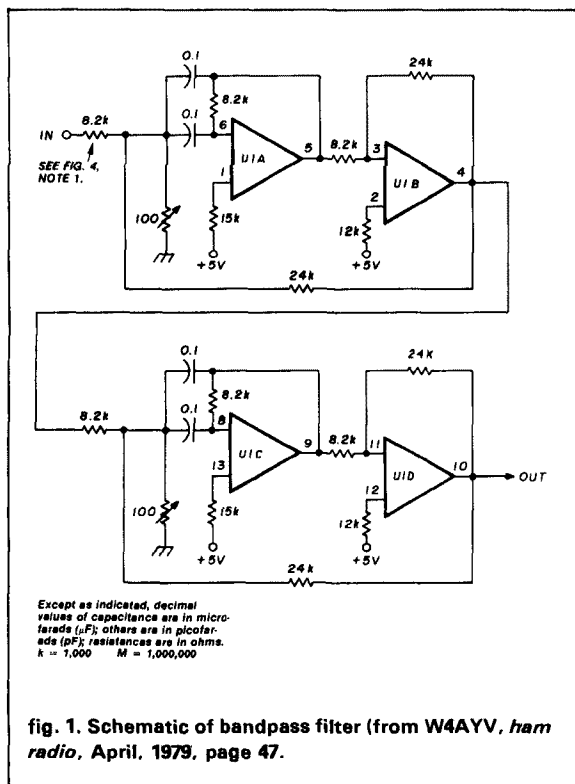 0.1
24k
8.2k
8.2k
0.1
IN
6
5
8.2k
3
U1A
U1B
4
SEE FIG. 4,
NOTE 1.
1
2
100
15k
12k
+5V
+5V
24k
0.1
24K
8.2k
8.2k
0.1
8
9
8.2k
11
U1C
U1D
10
OUT
13
12
100
15k
12k
+5V
+5V
24k
Except as indicated, decimal
values of capacitance are in micro-
farads (μF); others are in picofar-
ads (pF); resistances are in ohms.
k = 1,000 M = 1,000,000
fig. 1. Schematic of bandpass filter (from W4AYV, ham
radio, April, 1979, page 47.